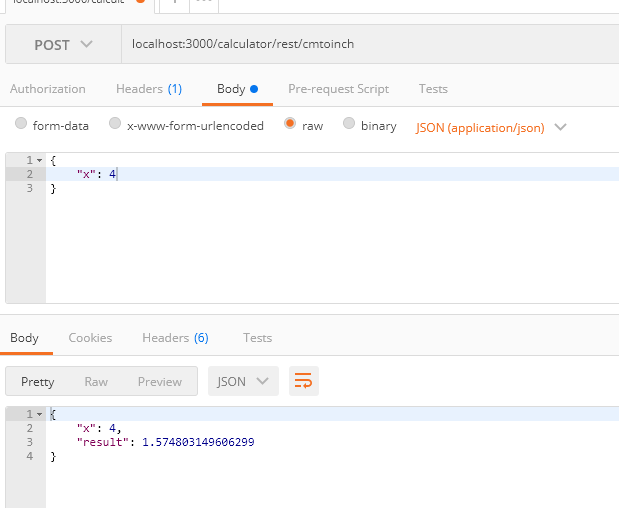 localhost:3000/calcult
POST
localhost:3000/calculator/rest/cmtoinch
Authorization Headers (1) Body Pre-request Script Tests
form-data x-www-form-urlencoded raw binary JSON (application/json)
1 {
2 "x": 4
3 }
Body Cookies Headers (6) Tests
Pretty Raw Preview JSON
1 {
2 "x": 4,
3 "result": 1.574803149606299
4 }